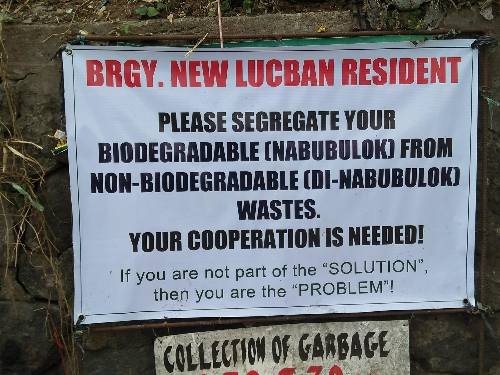 BRGY. NEW LUCBAN RESIDENT
PLEASE SEGREGATE YOUR
BIODEGRADABLE (NABUBULOK) FROM
NON-BIODEGRADABLE (DI-NABUBULOK)
WASTES.
YOUR COOPERATION IS NEEDED!
If you are not part of the “SOLUTION”,
then you are the “PROBLEM”!
COLLECTION OF GARBAGE